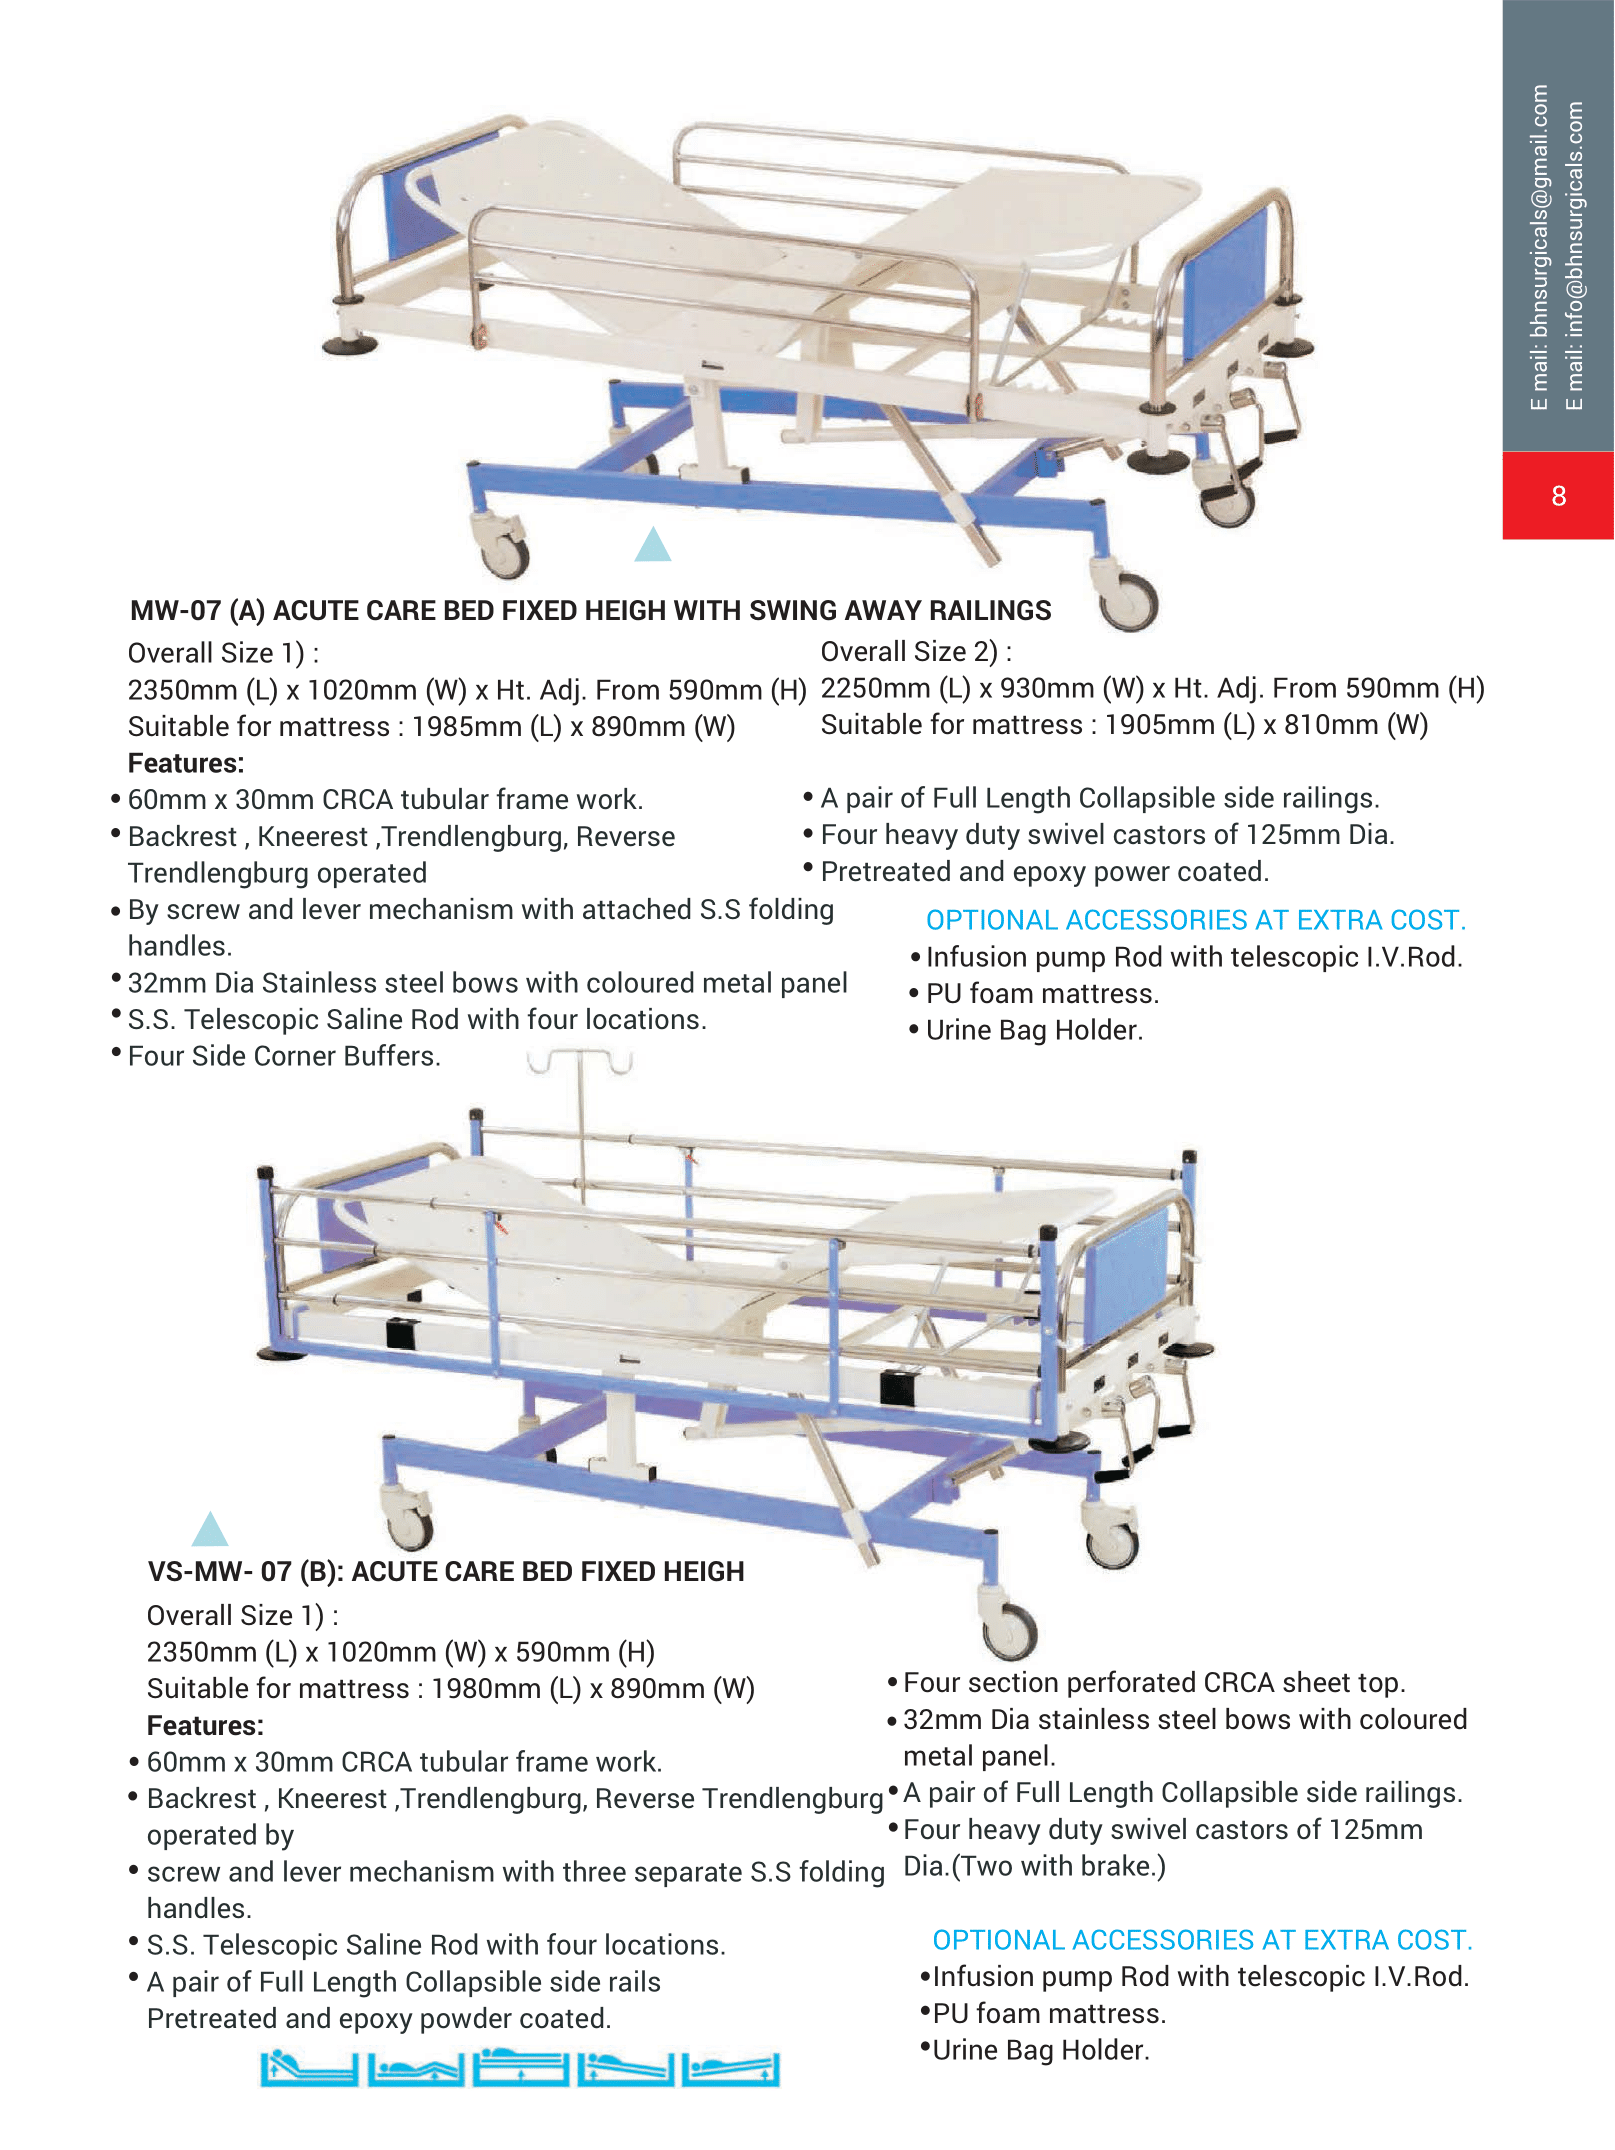 E mail: bhnsurgicals@gmail.com
E mail: info@bhnsurgicals.com
8
MW-07 (A) ACUTE CARE BED FIXED HEIGH WITH SWING AWAY RAILINGS
Overall Size 1) :
2350mm (L) x 1020mm (W) x Ht. Adj. From 590mm (H)
Suitable for mattress : 1985mm (L) x 890mm (W)
Overall Size 2) :
2250mm (L) x 930mm (W) x Ht. Adj. From 590mm (H)
Suitable for mattress : 1905mm (L) x 810mm (W)
Features:
• 60mm x 30mm CRCA tubular frame work.
• Backrest , Kneerest ,Trendlengburg, Reverse
Trendlengburg operated
• By screw and lever mechanism with attached S.S folding
handles.
• 32mm Dia Stainless steel bows with coloured metal panel
• S.S. Telescopic Saline Rod with four locations.
• Four Side Corner Buffers.
• A pair of Full Length Collapsible side railings.
• Four heavy duty swivel castors of 125mm Dia.
• Pretreated and epoxy power coated.
OPTIONAL ACCESSORIES AT EXTRA COST.
• Infusion pump Rod with telescopic I.V.Rod.
• PU foam mattress.
• Urine Bag Holder.
VS-MW- 07 (B): ACUTE CARE BED FIXED HEIGH
Overall Size 1) :
2350mm (L) x 1020mm (W) x 590mm (H)
Suitable for mattress : 1980mm (L) x 890mm (W)
Features:
• 60mm x 30mm CRCA tubular frame work.
• Backrest , Kneerest ,Trendlengburg, Reverse Trendlengburg
operated by
• screw and lever mechanism with three separate S.S folding
handles.
• S.S. Telescopic Saline Rod with four locations.
• A pair of Full Length Collapsible side rails
Pretreated and epoxy powder coated.
• Four section perforated CRCA sheet top.
• 32mm Dia stainless steel bows with coloured
metal panel.
• A pair of Full Length Collapsible side railings.
• Four heavy duty swivel castors of 125mm
Dia.(Two with brake.)
OPTIONAL ACCESSORIES AT EXTRA COST.
•Infusion pump Rod with telescopic I.V.Rod.
•PU foam mattress.
•Urine Bag Holder.